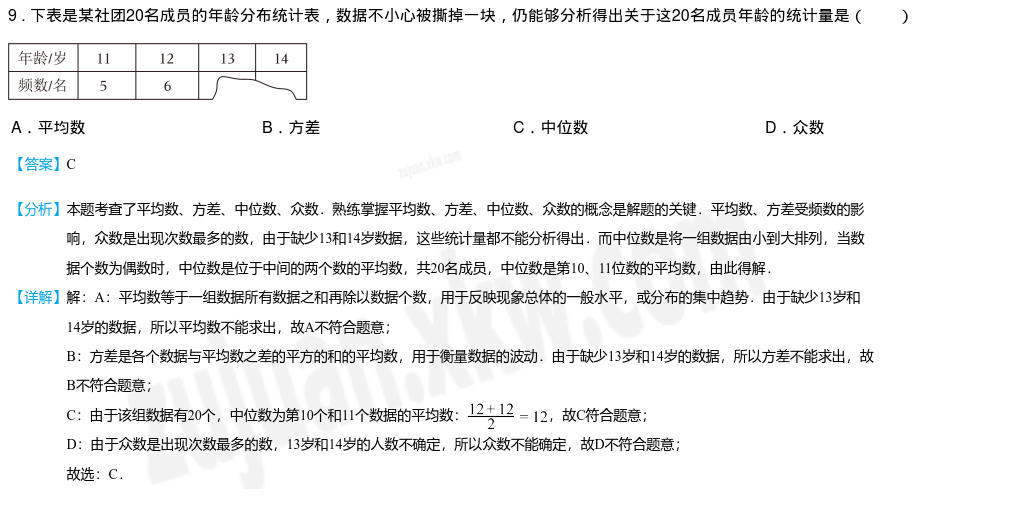 9．下表是某社团20名成员的年龄分布统计表，数据不小心被撕掉一块，仍能够分析得出关于这20名成员年龄的统计量是（　　）
年龄/岁 11 12 13 14
频数/名 5 6
A．平均数 B．方差 C．中位数 D．众数
【答案】C
【分析】本题考查了平均数、方差、中位数、众数．熟练掌握平均数、方差、中位数、众数的概念是解题的关键．平均数、方差受频数的影
响，众数是出现次数最多的数，由于缺少13和14岁数据，这些统计量都不能分析得出．而中位数是将一组数据由小到大排列，当数
据个数为偶数时，中位数是位于中间的两个数的平均数，共20名成员，中位数是第10、11位数的平均数，由此得解．
【详解】解：A：平均数等于一组数据所有数据之和再除以数据个数，用于反映现象总体的一般水平，或分布的集中趋势．由于缺少13岁和
14岁的数据，所以平均数不能求出，故A不符合题意；
B：方差是各个数据与平均数之差的平方的和的平均数，用于衡量数据的波动．由于缺少13岁和14岁的数据，所以方差不能求出，故
B不符合题意；
C：由于该组数据有20个，中位数为第10个和11个数据的平均数：12+12/2=12，故C符合题意；
D：由于众数是出现次数最多的数，13岁和14岁的人数不确定，所以众数不能确定，故D不符合题意；
故选：C．
zujuan.xkw.com
zujuan.xkw.com